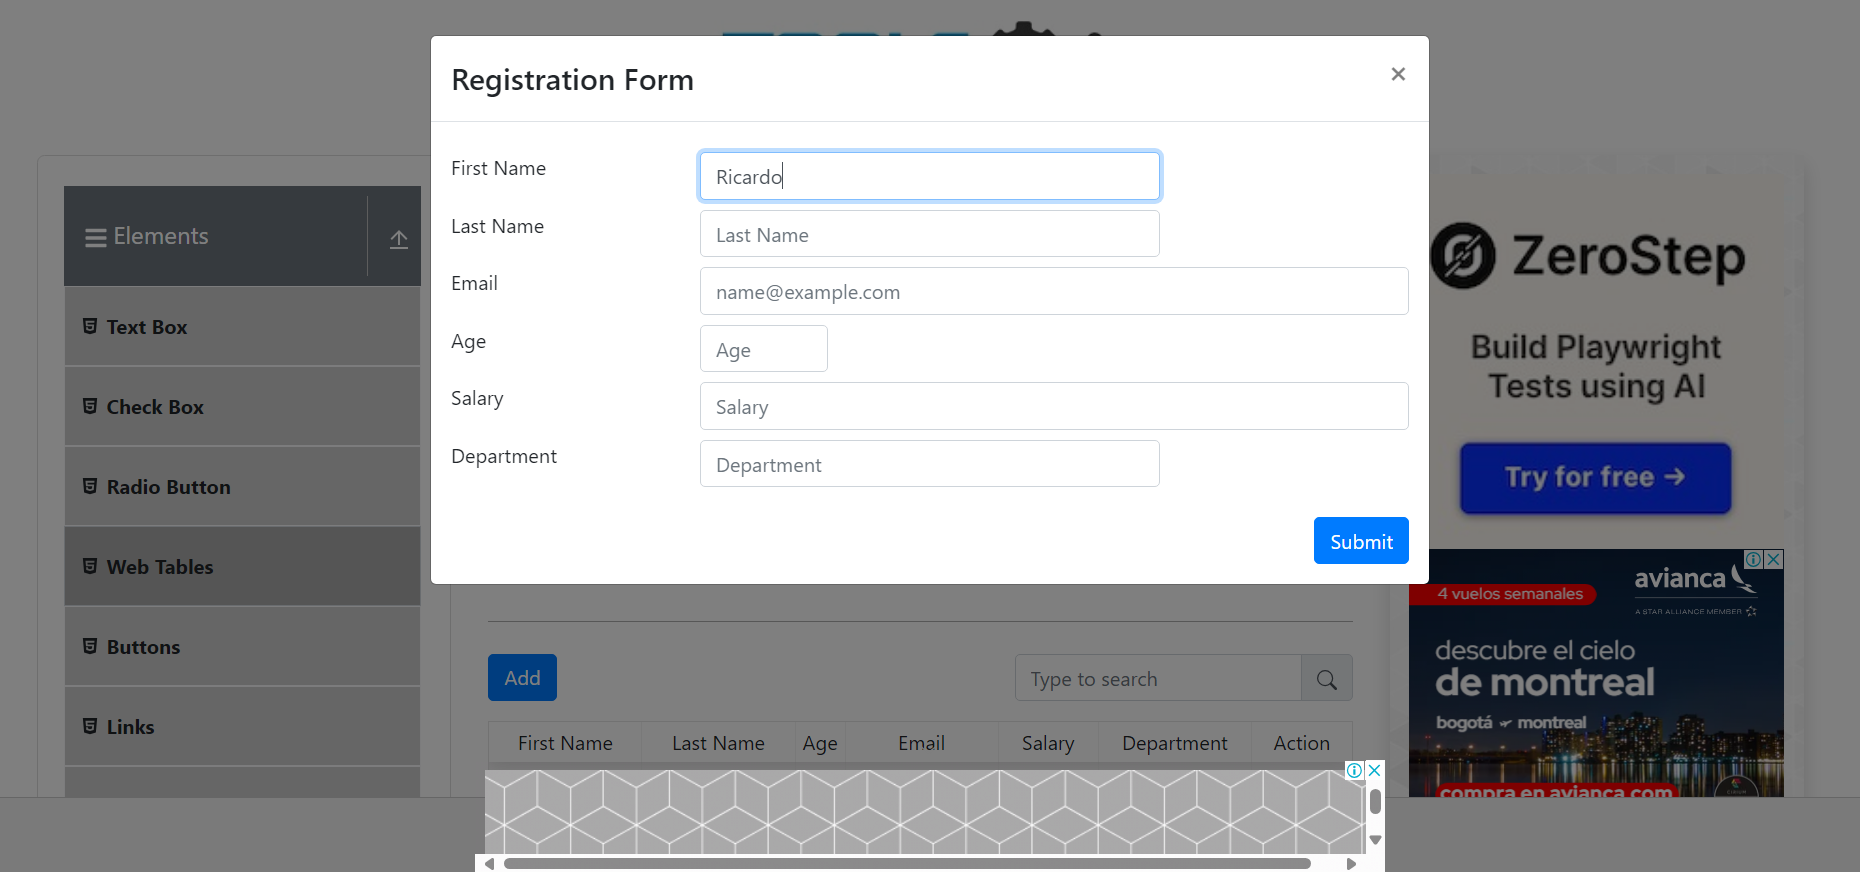 Registration Form
×
First Name
Ricardo
Last Name
Last Name
Email
name@example.com
Age
Age
Salary
Salary
Department
Department
Submit
Elements
Text Box
Check Box
Radio Button
Web Tables
Buttons
Links
Add
Type to search
First Name Last Name Age Email Salary Department Action
ZeroStep
Build Playwright
Tests using AI
Try for free →
4 vuelos semanales
avianca
A STAR ALLIANCE MEMBER
descubre el cielo
de montreal
bogotá montreal
compra en avianca.com